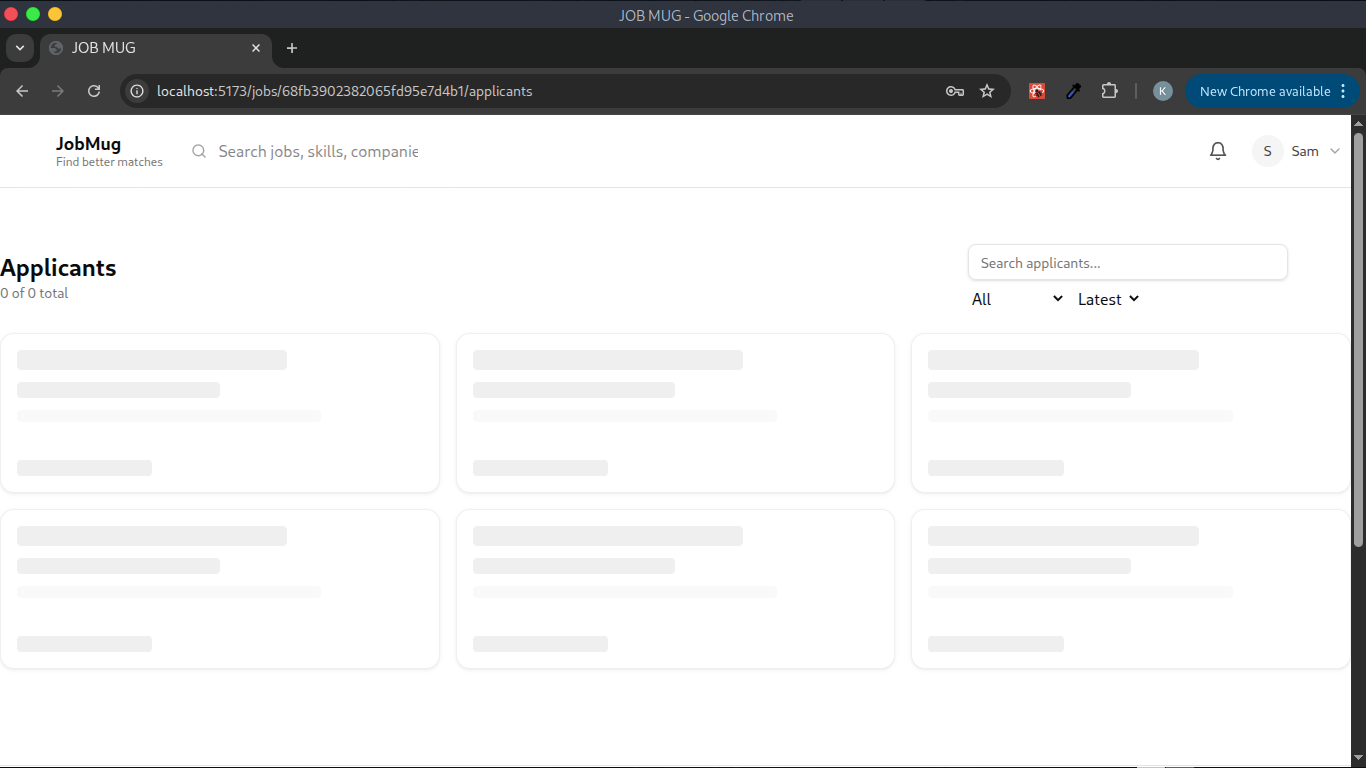 JOB MUG - Google Chrome
JOB MUG
localhost:5173/jobs/68fb3902382065fd95e7d4b1/applicants
K
New Chrome available
JobMug
Find better matches
Search jobs, skills, companie
S
Sam
Applicants
0 of 0 total
Search applicants...
All
Latest